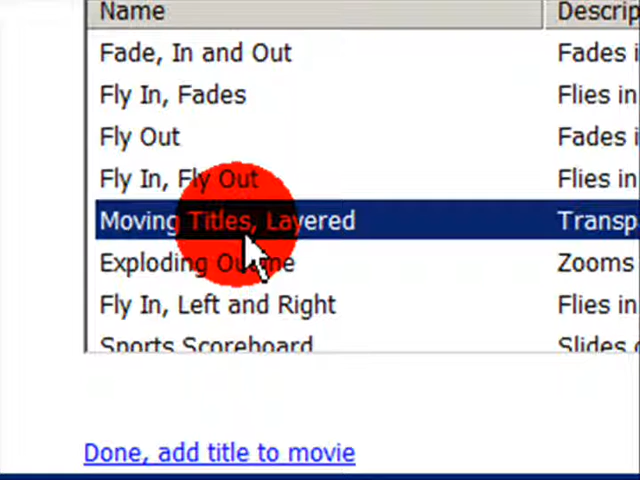 Name Descrip
Fade, In and Out Fades i
Fly In, Fades Flies in
Fly Out Fades i
Fly In, Fly Out Flies in
Moving Titles, Layered Transp
Exploding Outline Zooms
Fly In, Left and Right Flies in
Sports Scoreboard Slides
Done, add title to movie